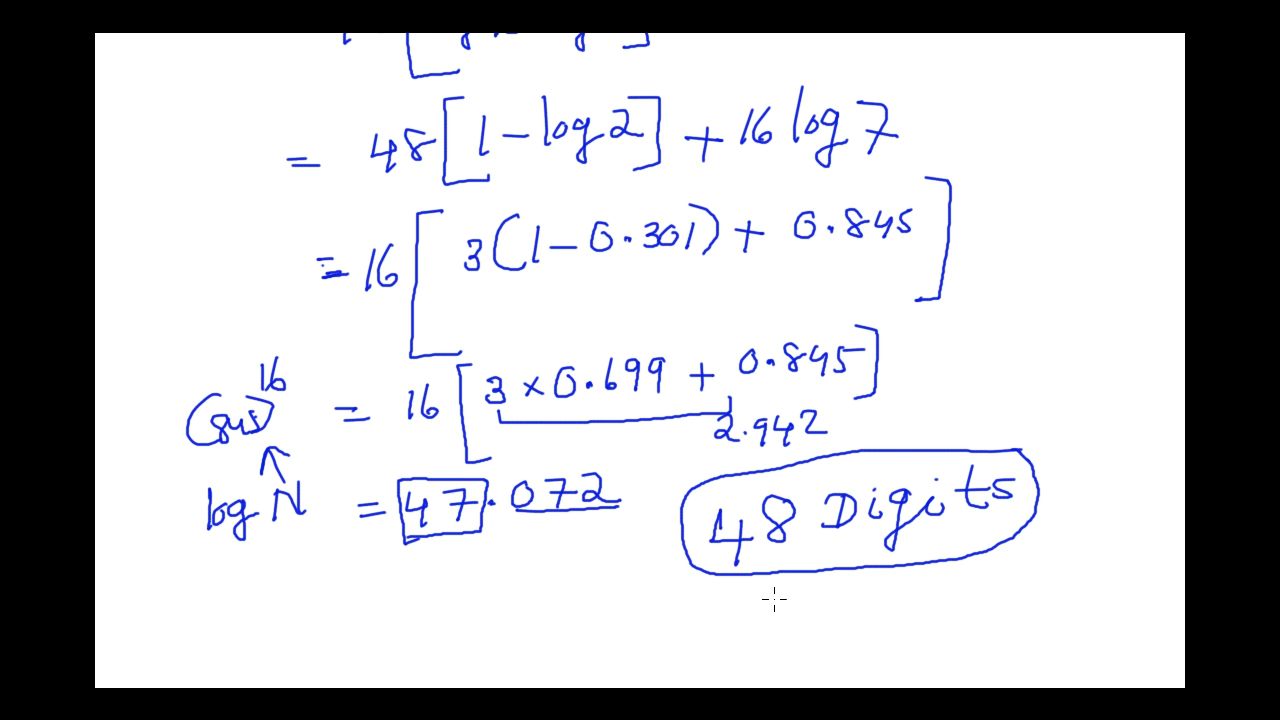 = 48 [1 - log 2] + 16 log 7
= 16 [3(1 - 0.301) + 0.845]
(875)^16 = 16 [3 × 0.699 + 0.845]
2.942
log N = 47.072
48 Digits